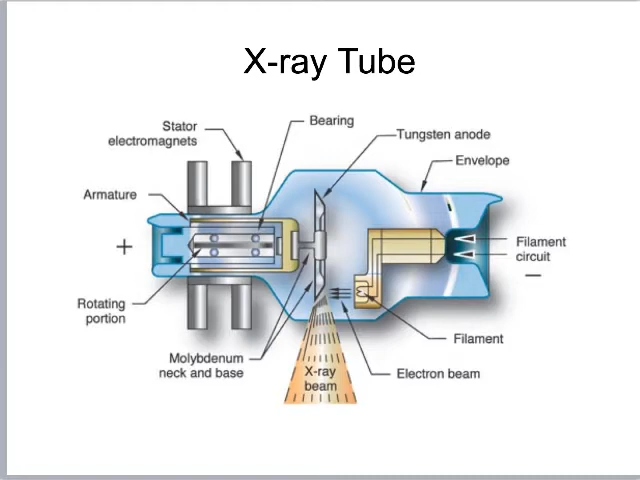 X-ray Tube
Stator
electromagnets
Bearing
Tungsten anode
Envelope
Armature
+
Filament
circuit
−
Rotating
portion
Molybdenum
neck and base
X-ray
beam
Filament
Electron beam